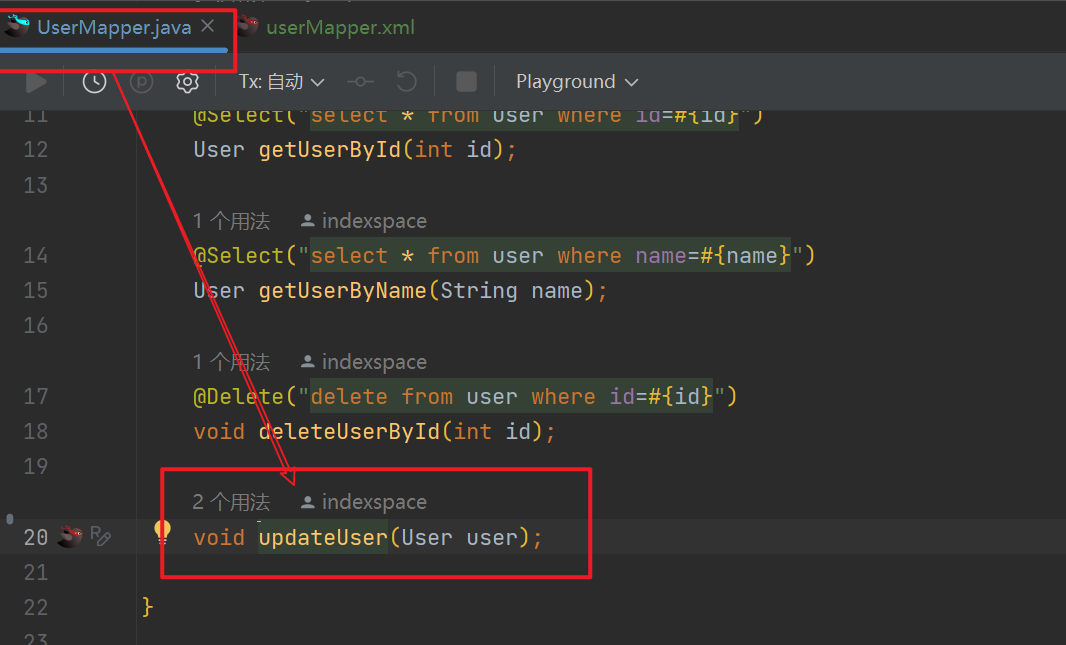 UserMapper.java userMapper.xml
Tx: 自动 Playground
11 @Select("select * from user where id=#{id}")
12 User getUserById(int id);
13
1 个用法 indexspace
14 @Select("select * from user where name=#{name}")
15 User getUserByName(String name);
16
1 个用法 indexspace
17 @Delete("delete from user where id=#{id}")
18 void deleteUserById(int id);
19
2 个用法 indexspace
20 void updateUser(User user);
21
22 }
23